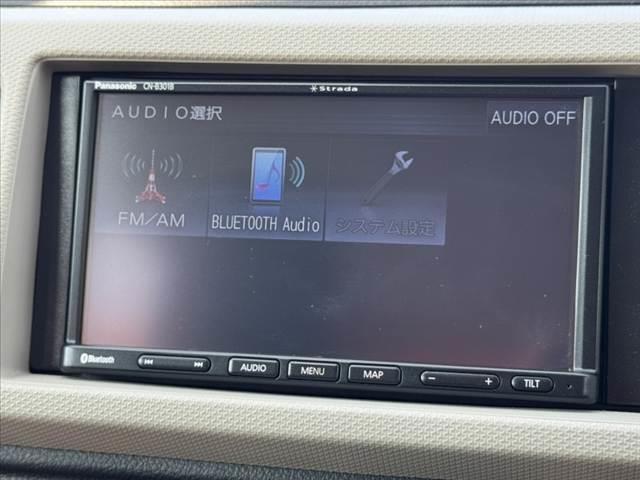 Panasonic CN-B301B Strada
AUDIO選択
AUDIO OFF
FM/AM
BLUETOOTH Audio
システム設定
Bluetooth
AUDIO
MENU
MAP
− +
TILT